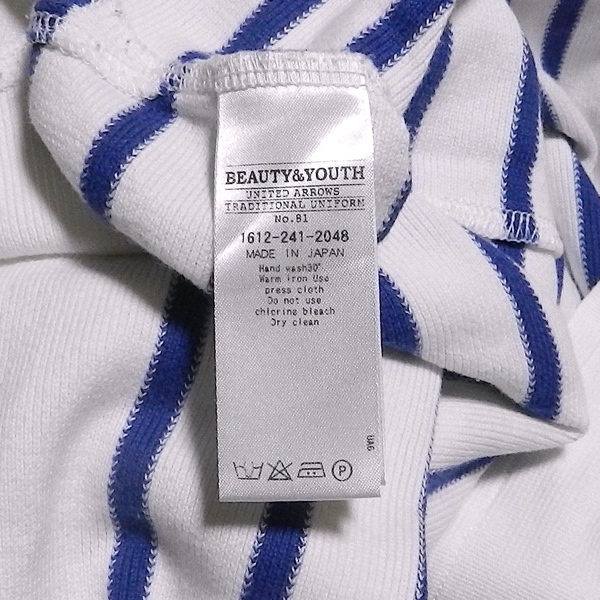 BEAUTY&YOUTH
UNITED ARROWS
TRADITIONAL UNIFORM
No.81
1612-241-2048
MADE IN JAPAN
Hand wash30°
Warm iron Use
press cloth
Do not use
chlorine bleach
Dry clean
UA6
P